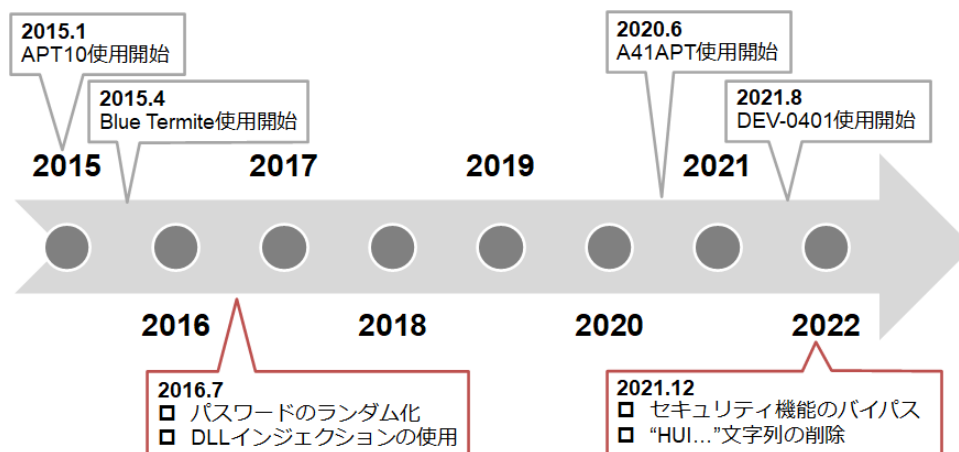 2015.1
APT10使用開始
2015.4
Blue Termite使用開始
2020.6
A41APT使用開始
2021.8
DEV-0401使用開始
2015
2017
2019
2021
2016
2018
2020
2022
2016.7
パスワードのランダム化
DLLインジェクションの使用
2021.12
セキュリティ機能のバイパス
“HUI…”文字列の削除